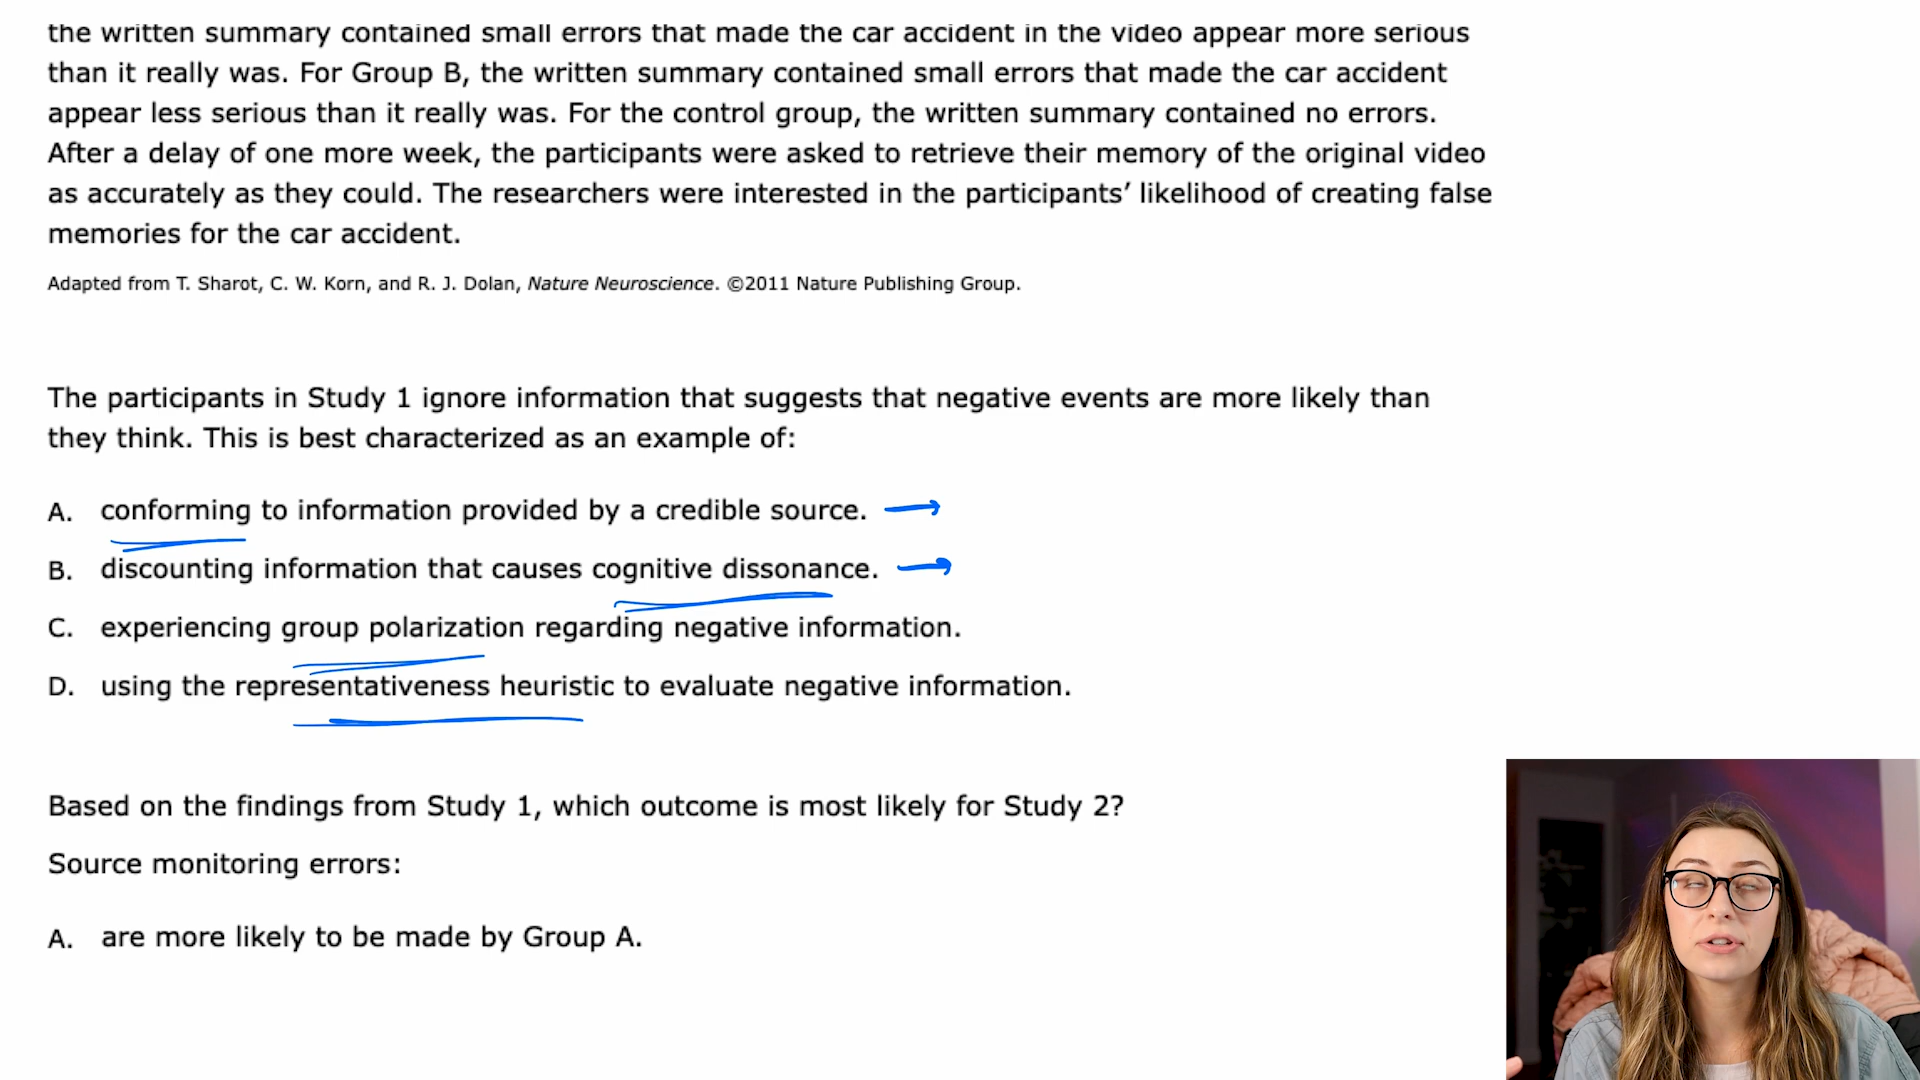 the written summary contained small errors that made the car accident in the video appear more serious
than it really was. For Group B, the written summary contained small errors that made the car accident
appear less serious than it really was. For the control group, the written summary contained no errors.
After a delay of one more week, the participants were asked to retrieve their memory of the original video
as accurately as they could. The researchers were interested in the participants’ likelihood of creating false
memories for the car accident.
Adapted from T. Sharot, C. W. Korn, and R. J. Dolan, Nature Neuroscience. ©2011 Nature Publishing Group.
The participants in Study 1 ignore information that suggests that negative events are more likely than
they think. This is best characterized as an example of:
A. conforming to information provided by a credible source.
B. discounting information that causes cognitive dissonance.
C. experiencing group polarization regarding negative information.
D. using the representativeness heuristic to evaluate negative information.
Based on the findings from Study 1, which outcome is most likely for Study 2?
Source monitoring errors:
A. are more likely to be made by Group A.